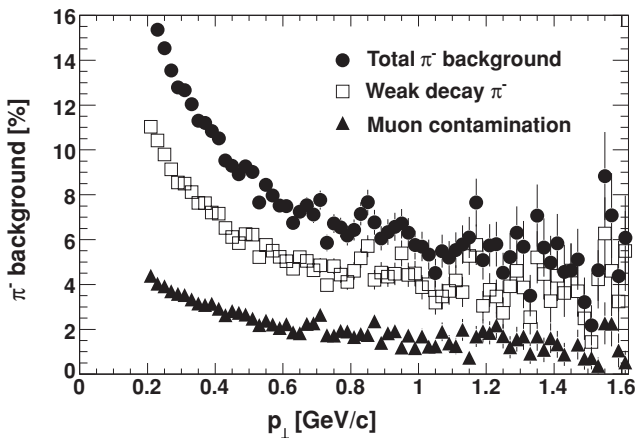 16
14
12
10
8
6
4
2
0
π⁻ background [%]
Total π⁻ background
Weak decay π⁻
Muon contamination
0 0.2 0.4 0.6 0.8 1 1.2 1.4 1.6
p⊥ [GeV/c]